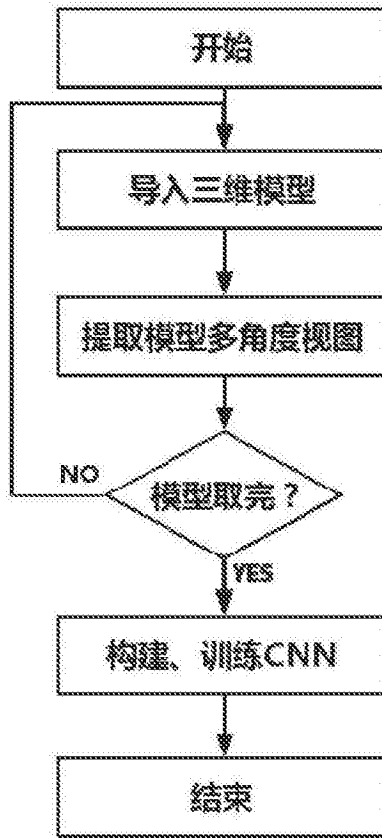 开始
导入三维模型
提取模型多角度视图
NO
模型取完？
YES
构建、训练CNN
结束